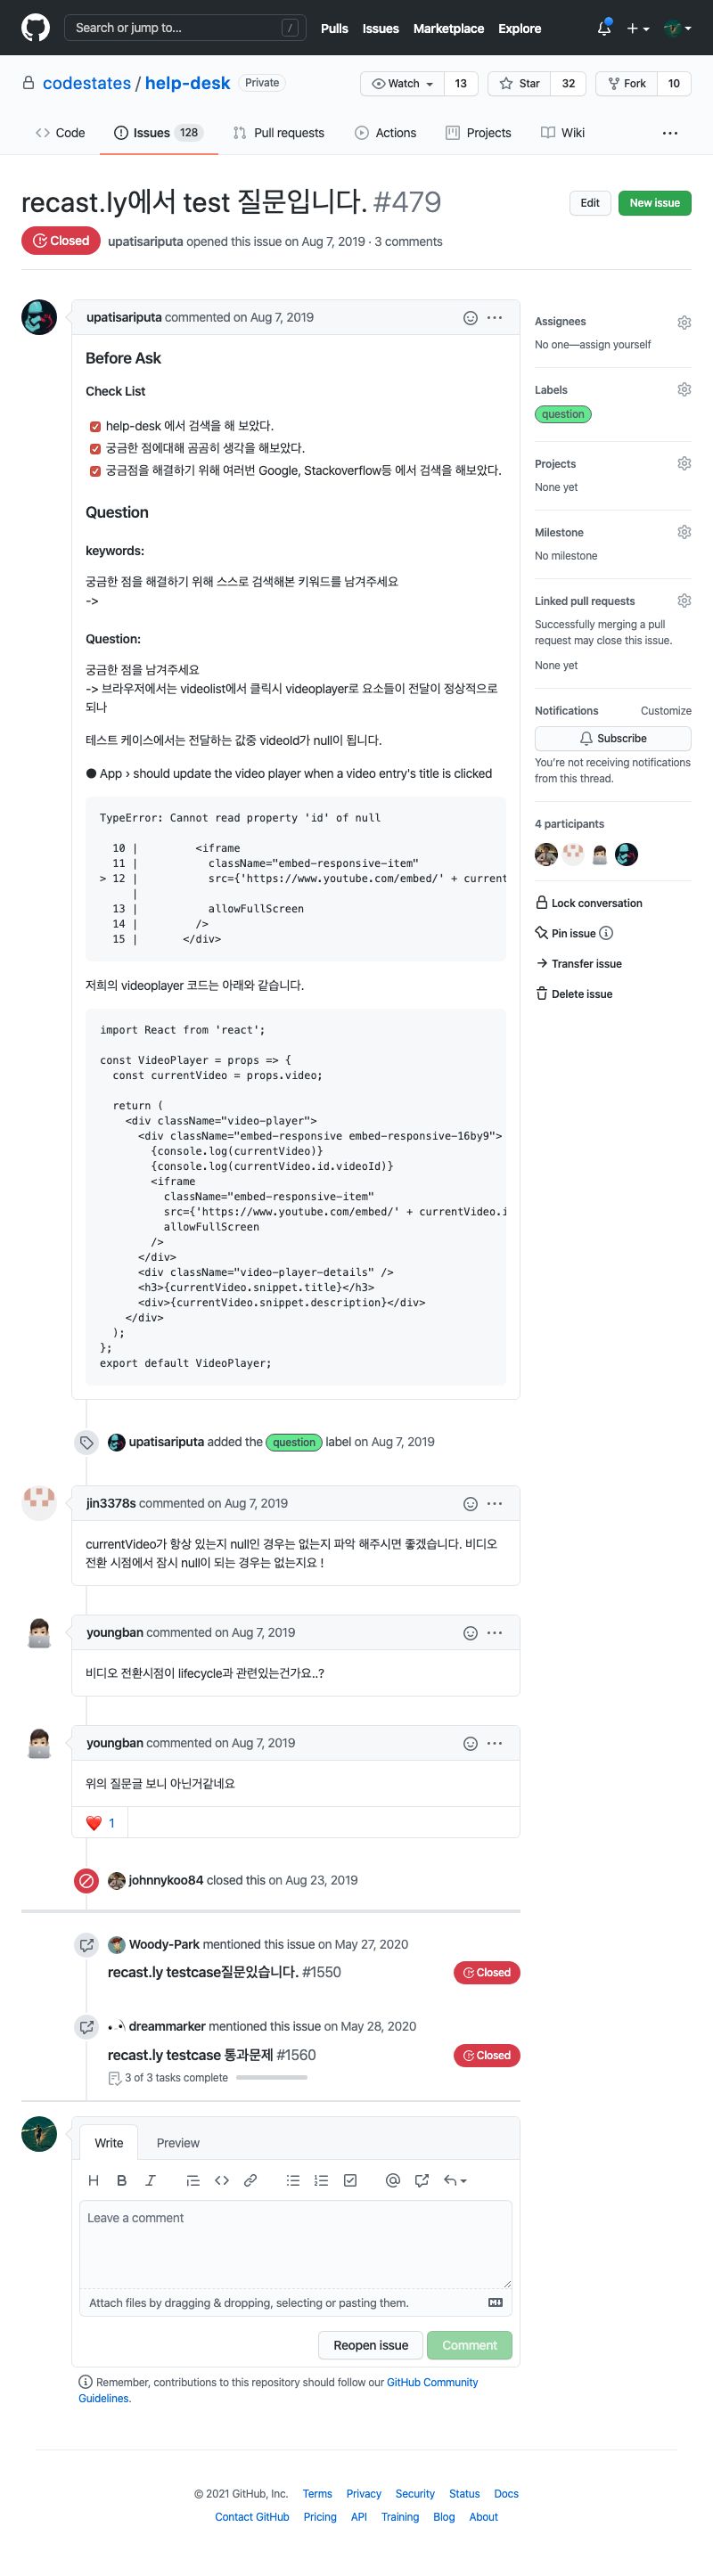 Search or jump to...
/
Pulls Issues Marketplace Explore
codestates / help-desk Private
Watch 13 Star 32 Fork 10
Code Issues 128 Pull requests Actions Projects Wiki
recast.ly에서 test 질문입니다. #479
Edit New issue
Closed upatisariputa opened this issue on Aug 7, 2019 · 3 comments
upatisariputa commented on Aug 7, 2019
Before Ask
Check List
help-desk 에서 검색을 해 보았다.
궁금한 점에대해 곰곰히 생각을 해보았다.
궁금점을 해결하기 위해 여러번 Google, Stackoverflow등 에서 검색을 해보았다.
Question
keywords:
궁금한 점을 해결하기 위해 스스로 검색해본 키워드를 남겨주세요
->
Question:
궁금한 점을 남겨주세요
-> 브라우저에서는 videolist에서 클릭시 videoplayer로 요소들이 전달이 정상적으로
되나
테스트 케이스에서는 전달하는 값중 videoId가 null이 됩니다.
● App › should update the video player when a video entry's title is clicked
TypeError: Cannot read property 'id' of null
10 | <iframe
11 | className="embed-responsive-item"
> 12 | src={'https://www.youtube.com/embed/' + current
|
13 | allowFullScreen
14 | />
15 | </div>
저희의 videoplayer 코드는 아래와 같습니다.
import React from 'react';
const VideoPlayer = props => {
const currentVideo = props.video;
return (
<div className="video-player">
<div className="embed-responsive embed-responsive-16by9">
{console.log(currentVideo)}
{console.log(currentVideo.id.videoId)}
<iframe
className="embed-responsive-item"
src={'https://www.youtube.com/embed/' + currentVideo.i
allowFullScreen
/>
</div>
<div className="video-player-details" />
<h3>{currentVideo.snippet.title}</h3>
<div>{currentVideo.snippet.description}</div>
</div>
);
};
export default VideoPlayer;
Assignees
No one—assign yourself
Labels
question
Projects
None yet
Milestone
No milestone
Linked pull requests
Successfully merging a pull
request may close this issue.
None yet
Notifications Customize
Subscribe
You're not receiving notifications
from this thread.
4 participants
Lock conversation
Pin issue
Transfer issue
Delete issue
upatisariputa added the question label on Aug 7, 2019
jin3378s commented on Aug 7, 2019
currentVideo가 항상 있는지 null인 경우는 없는지 파악 해주시면 좋겠습니다. 비디오
전환 시점에서 잠시 null이 되는 경우는 없는지요 !
youngban commented on Aug 7, 2019
비디오 전환시점이 lifecycle과 관련있는건가요..?
youngban commented on Aug 7, 2019
위의 질문글 보니 아닌거같네요
1
johnnykoo84 closed this on Aug 23, 2019
Woody-Park mentioned this issue on May 27, 2020
recast.ly testcase질문있습니다. #1550 Closed
dreammarker mentioned this issue on May 28, 2020
recast.ly testcase 통과문제 #1560 Closed
3 of 3 tasks complete
Write Preview
Leave a comment
Attach files by dragging & dropping, selecting or pasting them.
Reopen issue Comment
Remember, contributions to this repository should follow our GitHub Community
Guidelines.
© 2021 GitHub, Inc. Terms Privacy Security Status Docs
Contact GitHub Pricing API Training Blog About